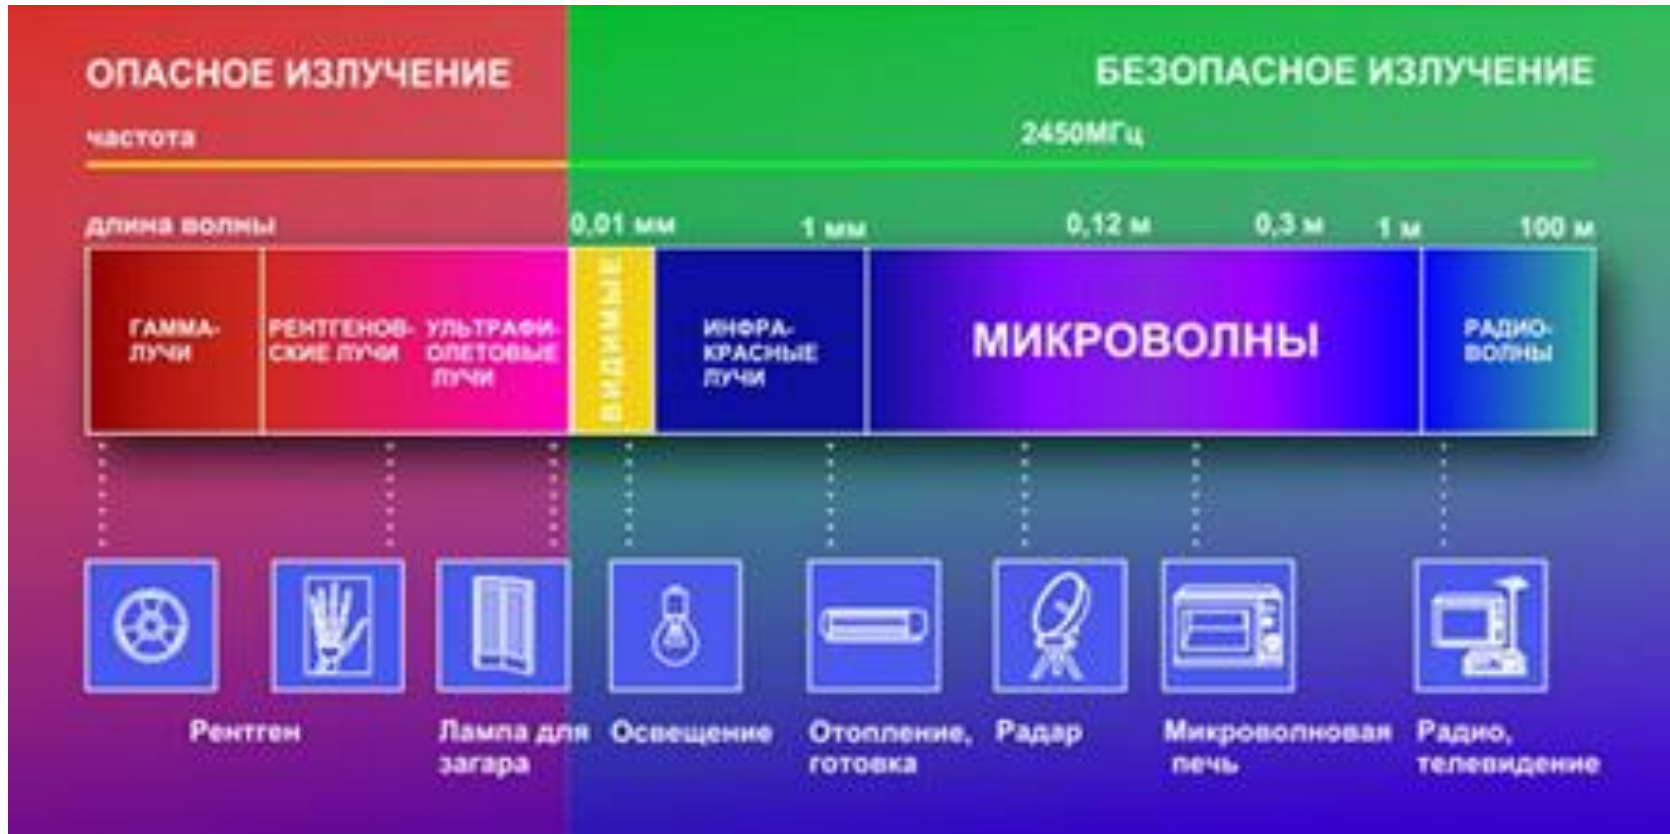 ОПАСНОЕ ИЗЛУЧЕНИЕ
БЕЗОПАСНОЕ ИЗЛУЧЕНИЕ
частота
2450МГц
длина волны
0,01 мм
1 мм
0,12 м
0,3 м
1 м
100 м
ГАММА-
ЛУЧИ
РЕНТГЕНОВ-
СКИЕ ЛУЧИ
УЛЬТРАФИ-
ОЛЕТОВЫЕ
ЛУЧИ
ВИДИМЫЕ
ИНФРА-
КРАСНЫЕ
ЛУЧИ
МИКРОВОЛНЫ
РАДИО-
ВОЛНЫ
Рентген
Лампа для
загара
Освещение
Отопление,
готовка
Радар
Микроволновая
печь
Радио,
телевидение